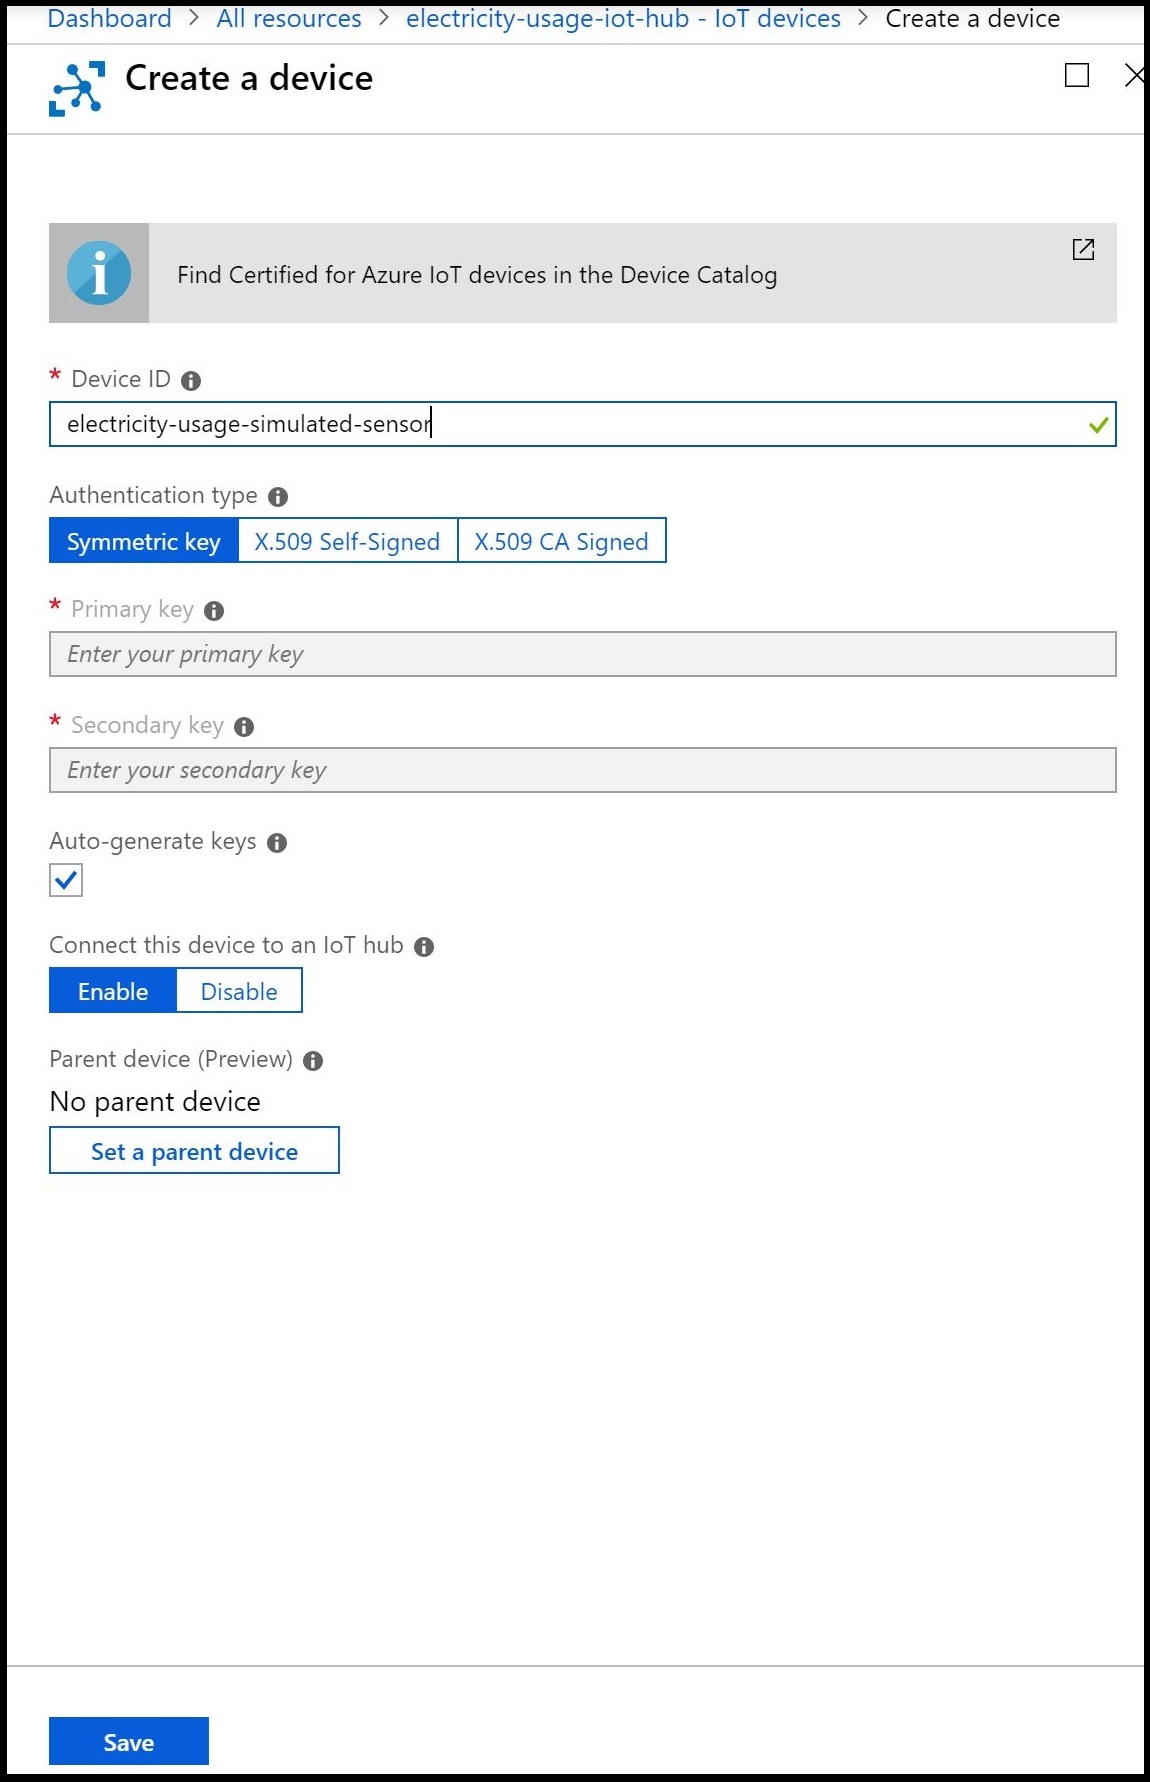 Dashboard > All resources > electricity-usage-iot-hub - IoT devices > Create a device
Create a device
Find Certified for Azure IoT devices in the Device Catalog
* Device ID
electricity-usage-simulated-sensor
Authentication type
Symmetric key X.509 Self-Signed X.509 CA Signed
* Primary key
Enter your primary key
* Secondary key
Enter your secondary key
Auto-generate keys
Connect this device to an IoT hub
Enable Disable
Parent device (Preview)
No parent device
Set a parent device
Save